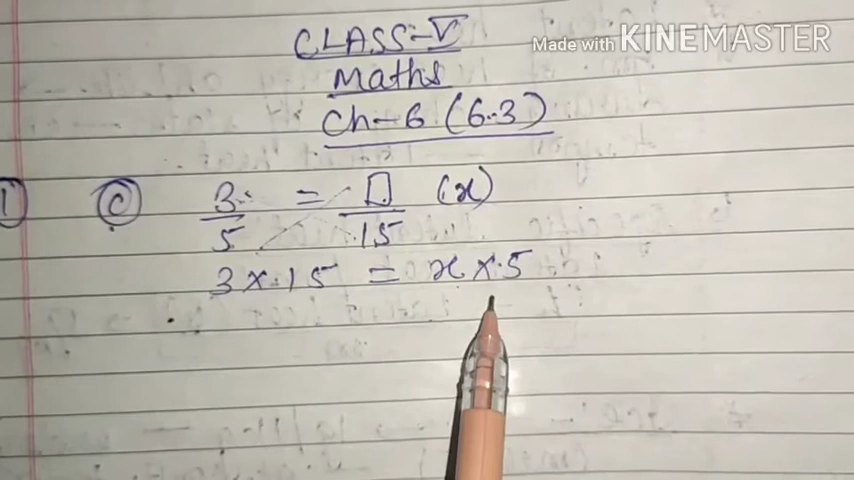 Made with KINEMASTER
CLASS-V
Maths
Ch-6 (6.3)
1 (c) 3/5 = □/15 (x)
3 x 15 = x x 5